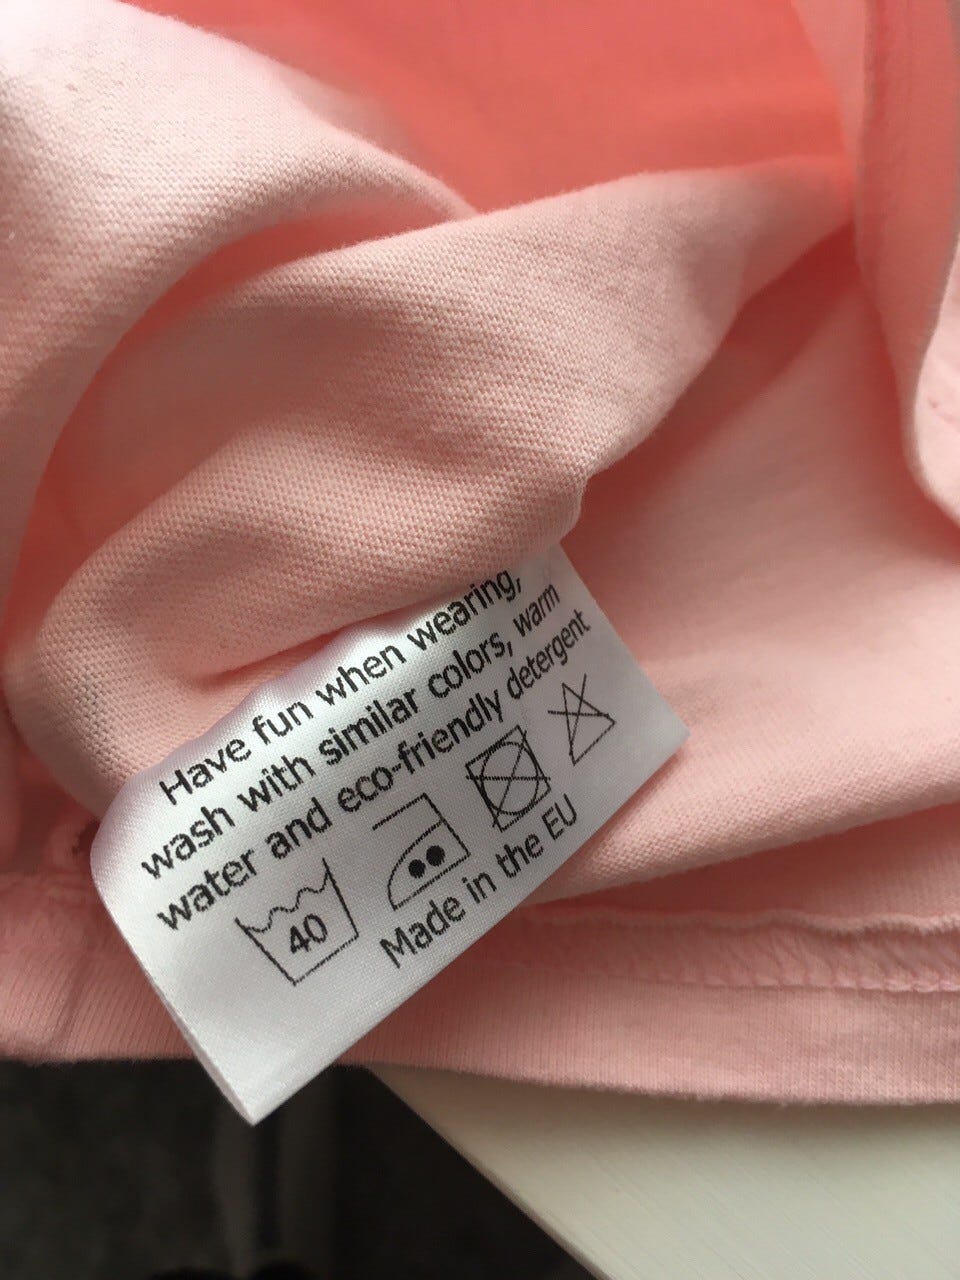 Have fun when wearing,
wash with similar colors, warm
water and eco-friendly detergent
40
Made in the EU